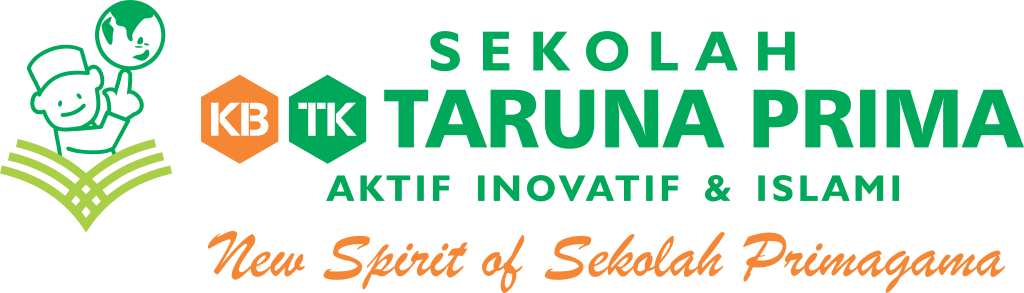 SEKOLAH
KB TK TARUNA PRIMA
AKTIF INOVATIF & ISLAMI
New Spirit of Sekolah Primagama